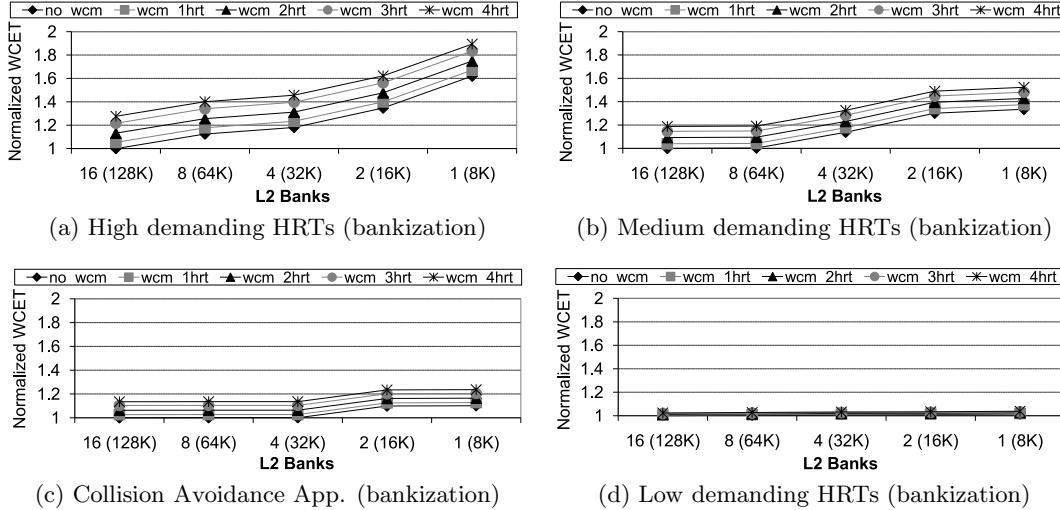 no wcm wcm 1hrt wcm 2hrt wcm 3hrt wcm 4hrt
Normalized WCET
2
1.8
1.6
1.4
1.2
1
16 (128K) 8 (64K) 4 (32K) 2 (16K) 1 (8K)
L2 Banks
(a) High demanding HRTs (bankization)
no wcm wcm 1hrt wcm 2hrt wcm 3hrt wcm 4hrt
Normalized WCET
2
1.8
1.6
1.4
1.2
1
16 (128K) 8 (64K) 4 (32K) 2 (16K) 1 (8K)
L2 Banks
(b) Medium demanding HRTs (bankization)
no wcm wcm 1hrt wcm 2hrt wcm 3hrt wcm 4hrt
Normalized WCET
2
1.8
1.6
1.4
1.2
1
16 (128K) 8 (64K) 4 (32K) 2 (16K) 1 (8K)
L2 Banks
(c) Collision Avoidance App. (bankization)
no wcm wcm 1hrt wcm 2hrt wcm 3hrt wcm 4hrt
Normalized WCET
2
1.8
1.6
1.4
1.2
1
16 (128K) 8 (64K) 4 (32K) 2 (16K) 1 (8K)
L2 Banks
(d) Low demanding HRTs (bankization)